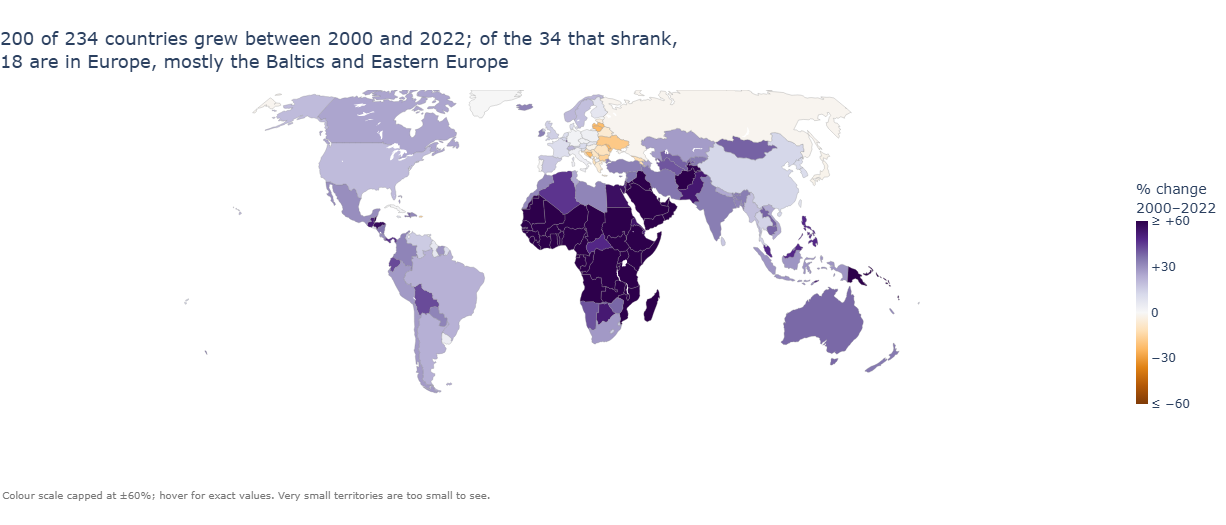 200 of 234 countries grew between 2000 and 2022; of the 34 that shrank,
18 are in Europe, mostly the Baltics and Eastern Europe
% change
2000–2022
≥ +60
+30
0
−30
≤ −60
Colour scale capped at ±60%; hover for exact values. Very small territories are too small to see.